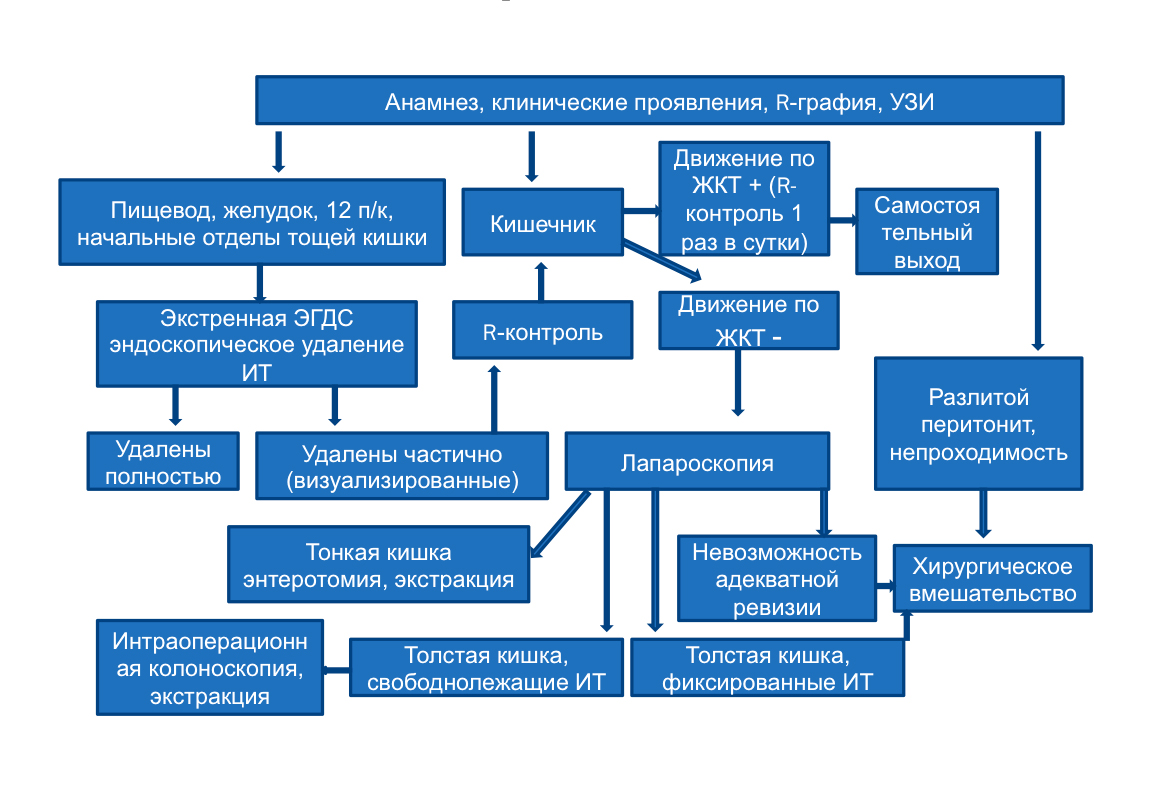 Анамнез, клинические проявления, R-графия, УЗИ
Пищевод, желудок, 12 п/к,
начальные отделы тощей кишки
Кишечник
Движение по
ЖКТ + (R-
контроль 1
раз в сутки)
Самостоя
тельный
выход
Экстренная ЭГДС
эндоскопическое удаление
ИТ
R-контроль
Движение по
ЖКТ -
Разлитой
перитонит,
непроходимость
Удалены
полностью
Удалены частично
(визуализированные)
Лапароскопия
Тонкая кишка
энтеротомия, экстракция
Невозможность
адекватной
ревизии
Хирургическое
вмешательство
Интраоперационн
ая колоноскопия,
экстракция
Толстая кишка,
свободнолежащие ИТ
Толстая кишка,
фиксированные ИТ